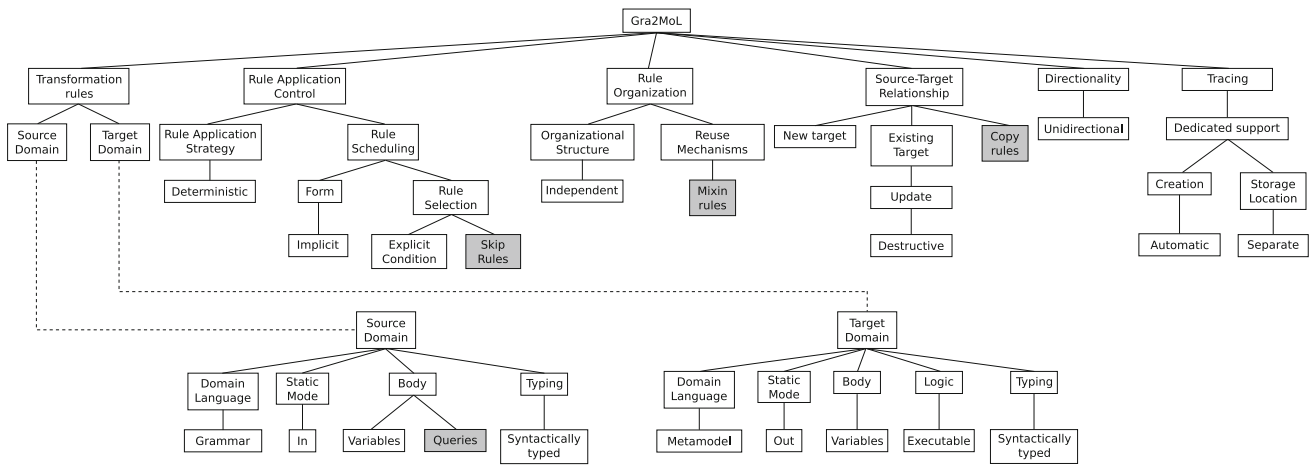 Gra2MoL
Transformation
rules
Rule Application
Control
Rule
Organization
Source-Target
Relationship
Directionality
Tracing
Source
Domain
Target
Domain
Rule Application
Strategy
Rule
Scheduling
Organizational
Structure
Reuse
Mechanisms
New target
Existing
Target
Copy
rules
Unidirectional
Dedicated support
Deterministic
Form
Rule
Selection
Independent
Mixin
rules
Update
Creation
Storage
Location
Implicit
Explicit
Condition
Skip
Rules
Destructive
Automatic
Separate
Source
Domain
Target
Domain
Domain
Language
Static
Mode
Body
Typing
Domain
Language
Static
Mode
Body
Logic
Typing
Grammar
In
Variables
Queries
Syntactically
typed
Metamodel
Out
Variables
Executable
Syntactically
typed